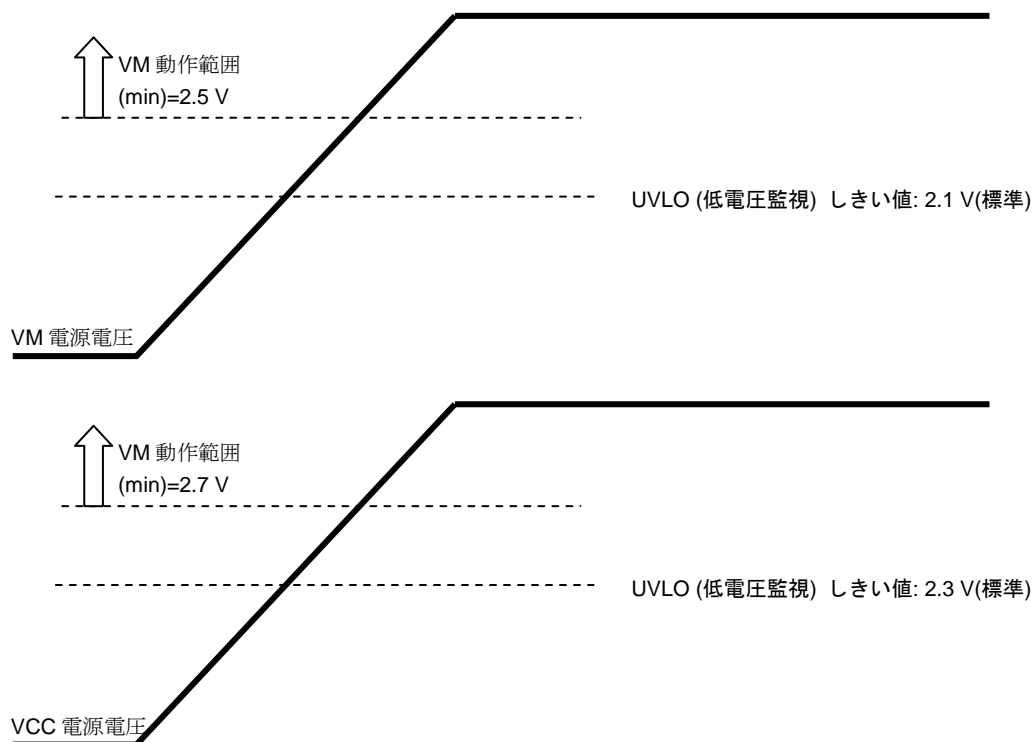 VM 動作範囲
(min)=2.5 V
UVLO (低電圧監視) しきい値: 2.1 V(標準)
VM 電源電圧
VM 動作範囲
(min)=2.7 V
UVLO (低電圧監視) しきい値: 2.3 V(標準)
VCC 電源電圧